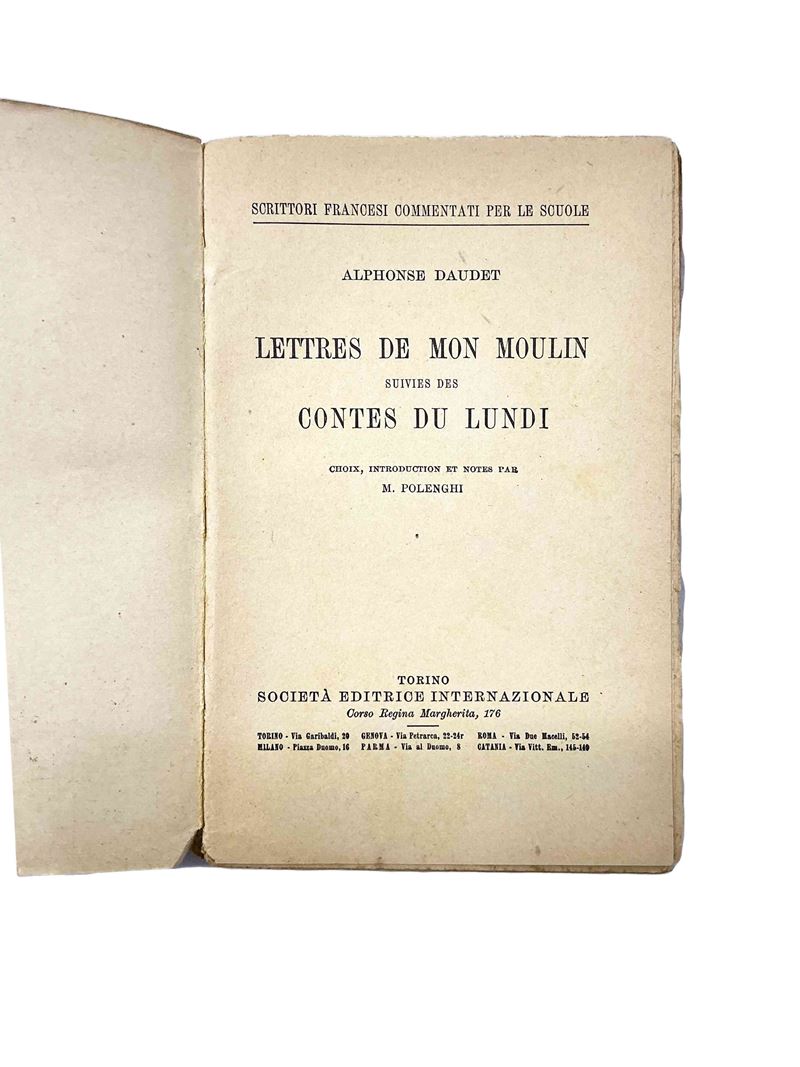 SCRITTORI FRANCESI COMMENTATI PER LE SCUOLE
ALPHONSE DAUDET
LETTRES DE MON MOULIN
SUIVIES DES
CONTES DU LUNDI
CHOIX, INTRODUCTION ET NOTES PAR
M. POLENGHI
TORINO
SOCIETÀ EDITRICE INTERNAZIONALE
Corso Regina Margherita, 176
TORINO - Via Garibaldi, 20 GENOVA - Via Petrarca, 22-24r ROMA - Via Due Macelli, 52-54
MILANO - Piazza Duomo, 16 PARMA - Via al Duomo, 8 CATANIA - Via Vitt. Em., 145-149